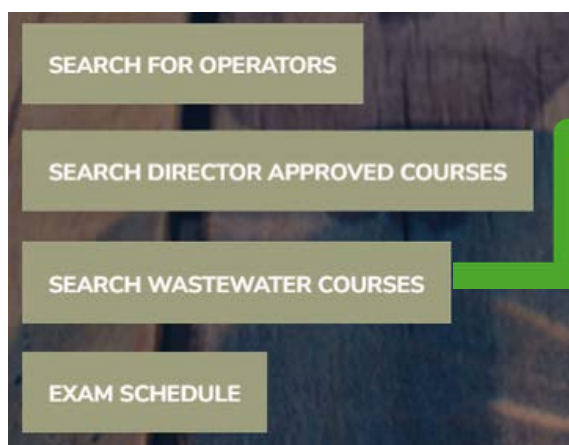 SEARCH FOR OPERATORS
SEARCH DIRECTOR APPROVED COURSES
SEARCH WASTEWATER COURSES
EXAM SCHEDULE